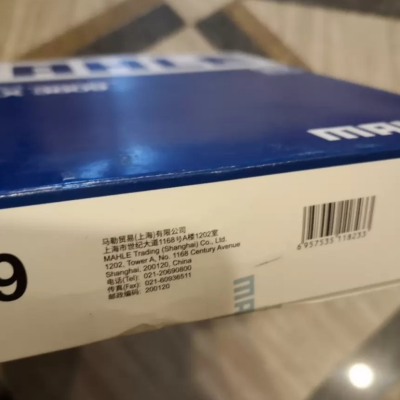 MAHLE
9
马勒贸易(上海)有限公司
上海市世纪大道1168号A楼1202室
MAHLE Trading (Shanghai) Co., Ltd.
1202, Tower A, No. 1168 Century Avenue
Shanghai, 200120, China
电话(Tel): 021-20690800
传真(Fax): 021-60936511
邮政编码: 200120
6957535118233